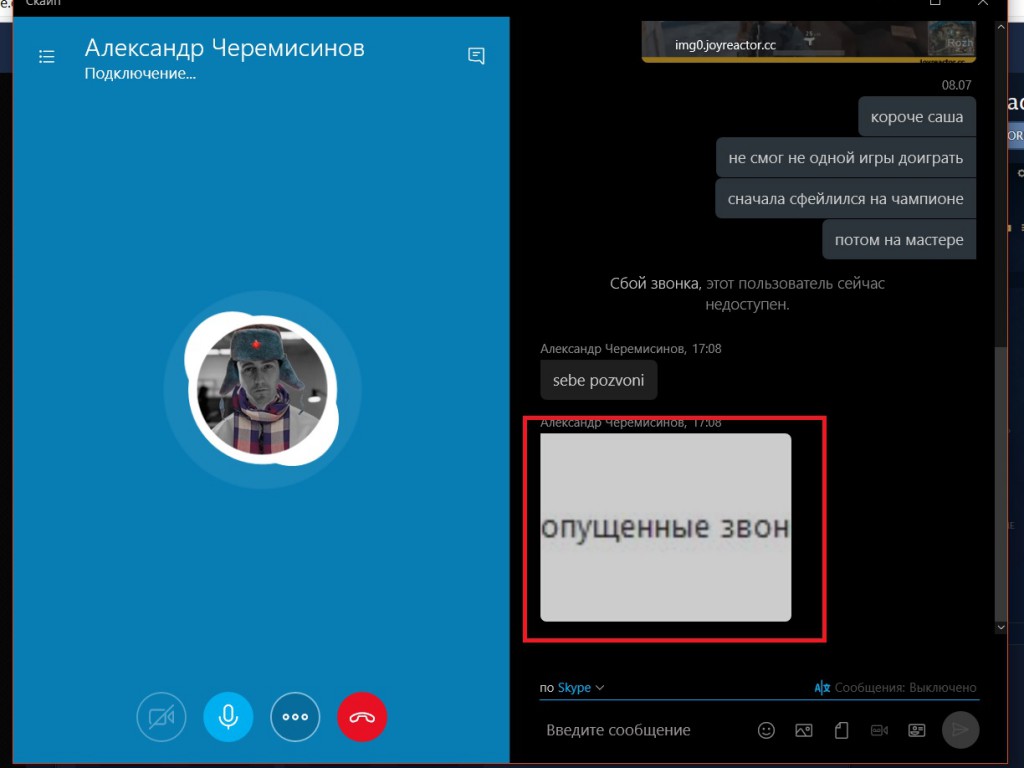 Скайп
Александр Черемисинов
Подключение...
img0.joyreactor.cc
08.07
короче саша
не смог не одной игры доиграть
сначала сфейлился на чампионе
потом на мастере
Сбой звонка, этот пользователь сейчас
недоступен.
Александр Черемисинов, 17:08
sebe pozvoni
Александр Черемисинов, 17:08
опущенные звон
по Skype
Сообщения: Выключено
Введите сообщение